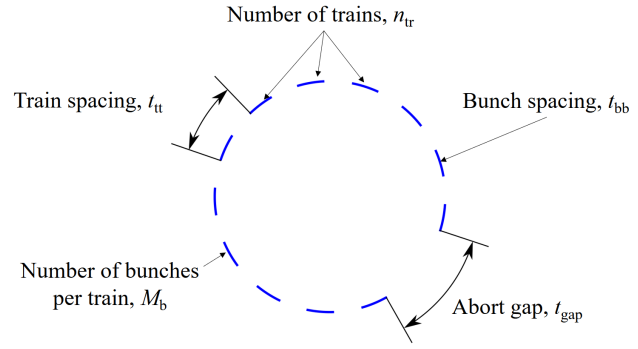 Number of trains, n_tr
Train spacing, t_tt
Bunch spacing, t_bb
Number of bunches
per train, M_b
Abort gap, t_gap